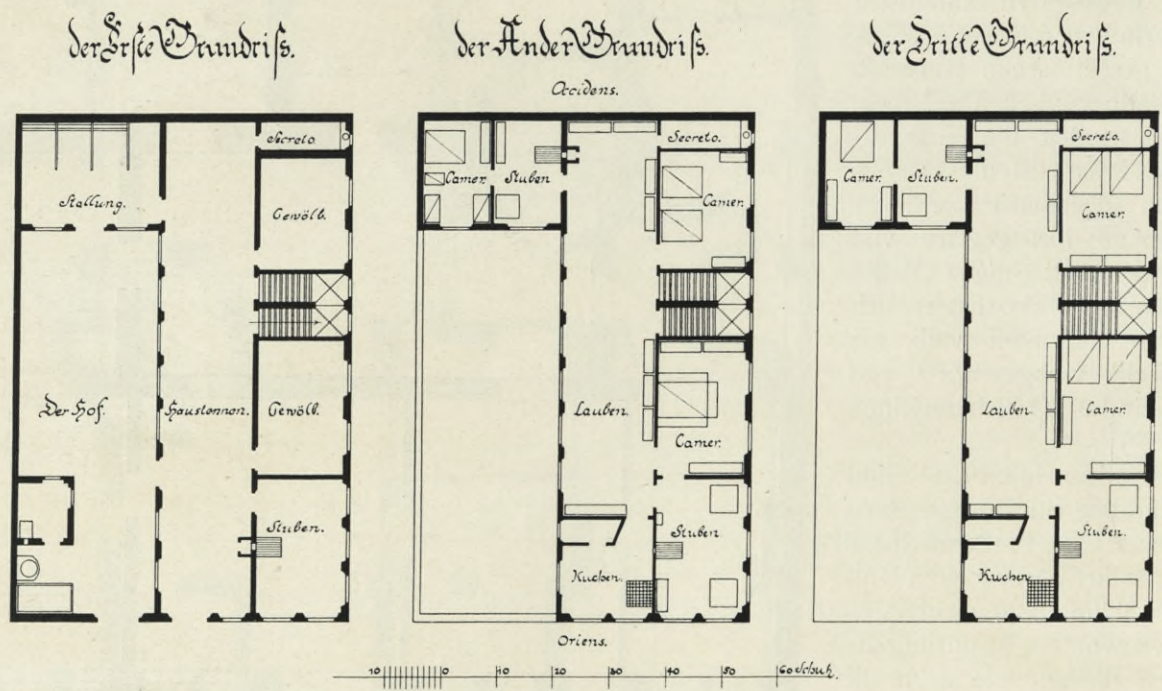 der Erste Grundriſs.
Secreto.
Stallung.
Gewölb.
Der Hof.
Haustennen.
Gewölb.
Stuben.
der Ander Grundriſs.
Occidens.
Camer.
Stuben
Secreto.
Camer.
Lauben.
Camer.
Stuben.
Kuchen.
Oriens.
der Dritte Grundriſs.
Camer.
Stuben.
Secreto.
Camer.
Lauben.
Camer.
Stuben.
Kuchen
10 0 10 20 30 40 50 60 Schuh.